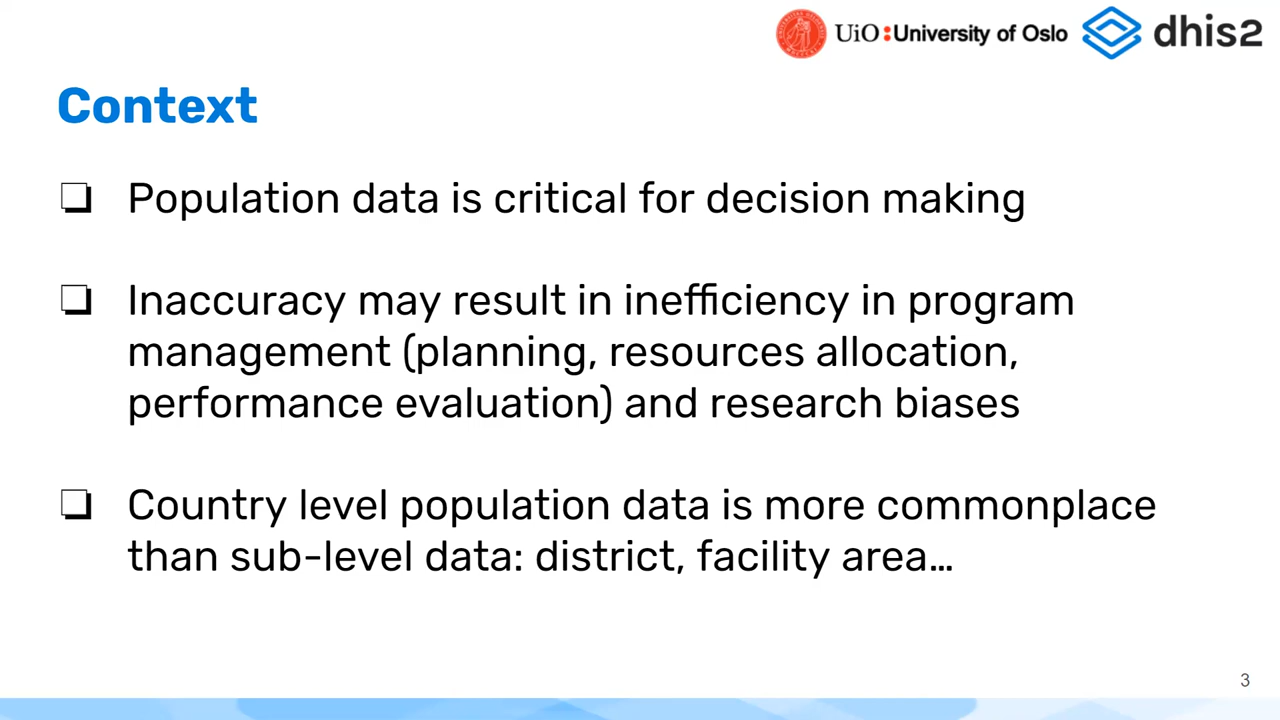 UiO:University of Oslo dhis2
Context
❏ Population data is critical for decision making
❏ Inaccuracy may result in inefficiency in program
management (planning, resources allocation,
performance evaluation) and research biases
❏ Country level population data is more commonplace
than sub-level data: district, facility area…
3